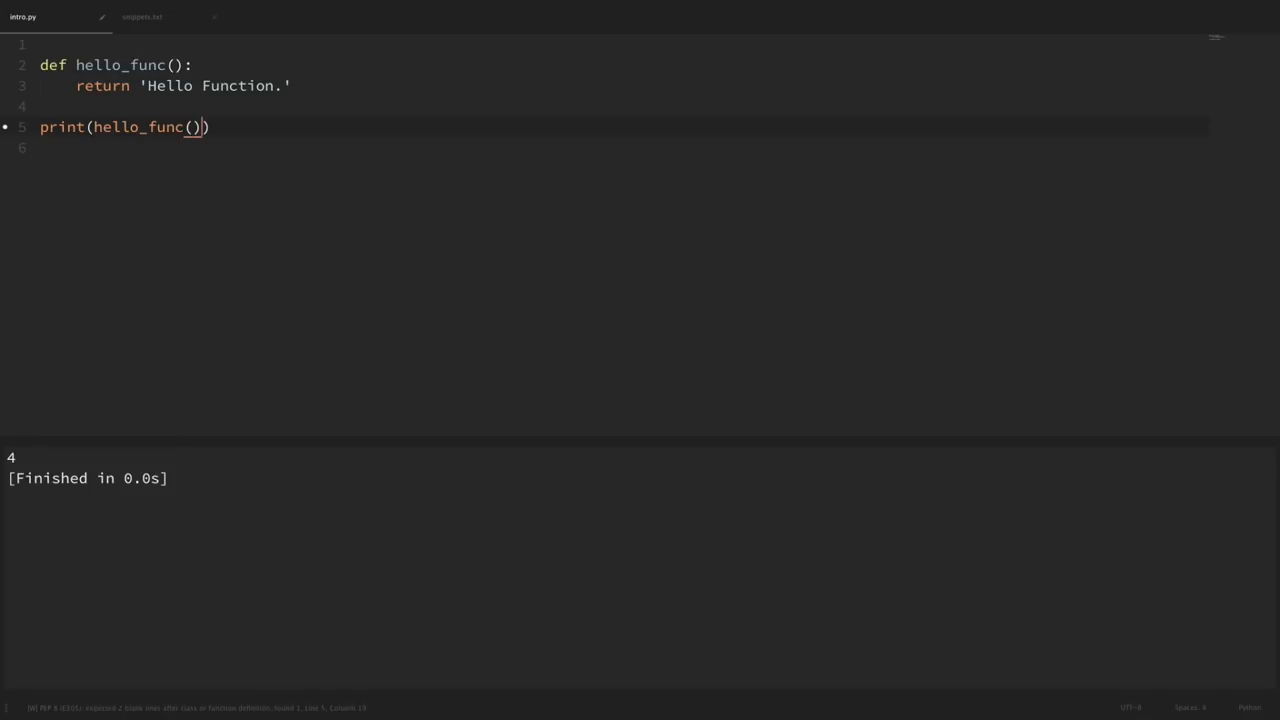 intro.py
snippets.txt
1
2 def hello_func():
3 return 'Hello Function.'
4
5 print(hello_func())
6
4
[Finished in 0.0s]
[W] PEP 8 (E305): expected 2 blank lines after class or function definition, found 1, Line 5, Column 19
UTF-8 Spaces: 4 Python